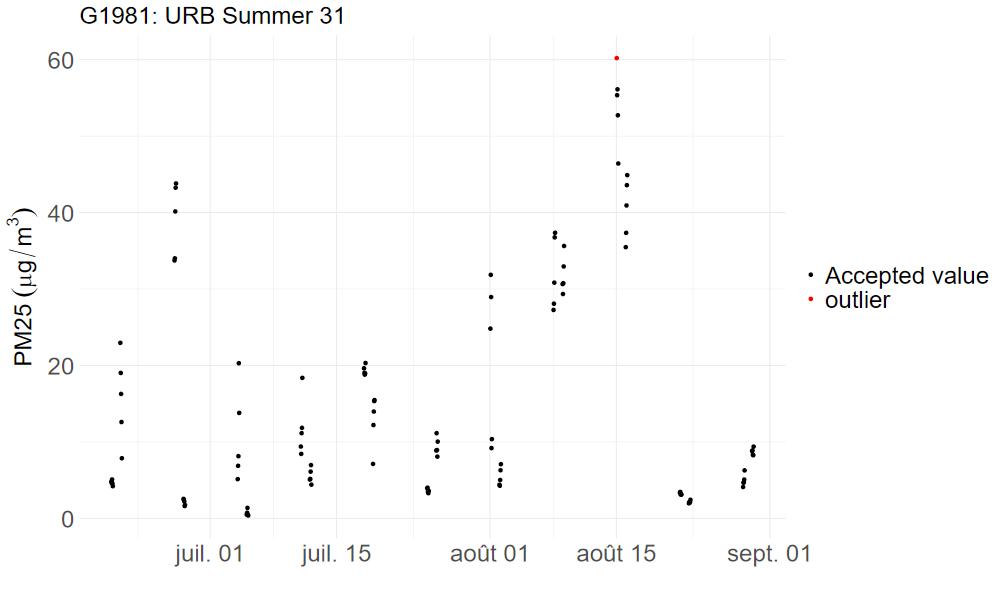 G1981: URB Summer 31
PM25 (μg/m³)
60
40
20
0
juil. 01
juil. 15
août 01
août 15
sept. 01
Accepted value
outlier